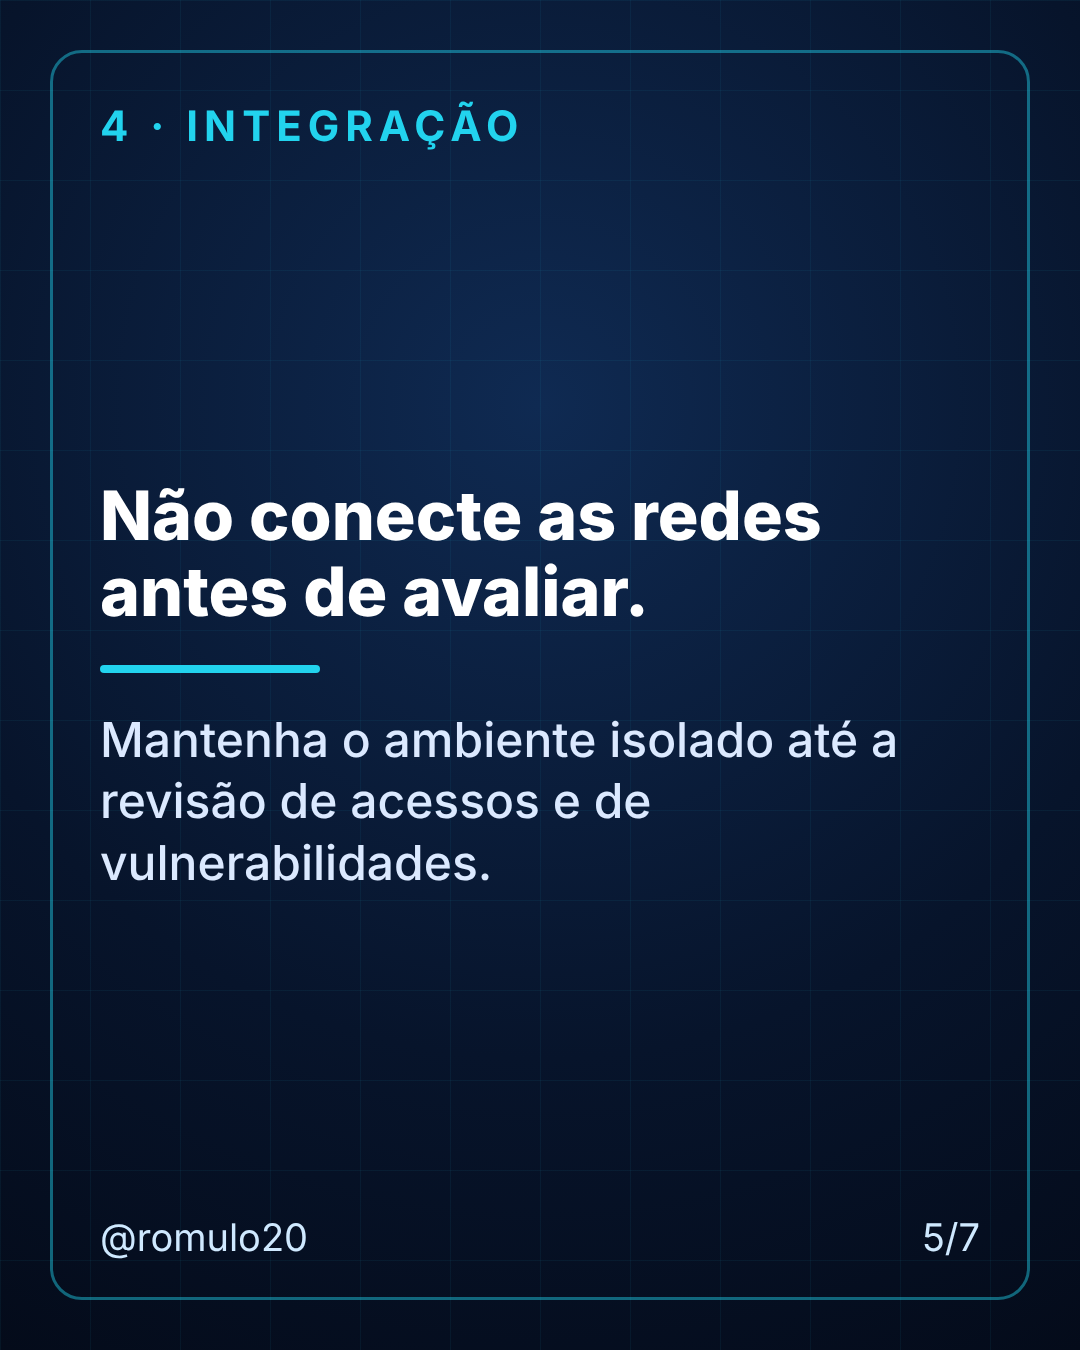 4 · INTEGRAÇÃO
Não conecte as redes
antes de avaliar.
Mantenha o ambiente isolado até a
revisão de acessos e de
vulnerabilidades.
@romulo20
5/7